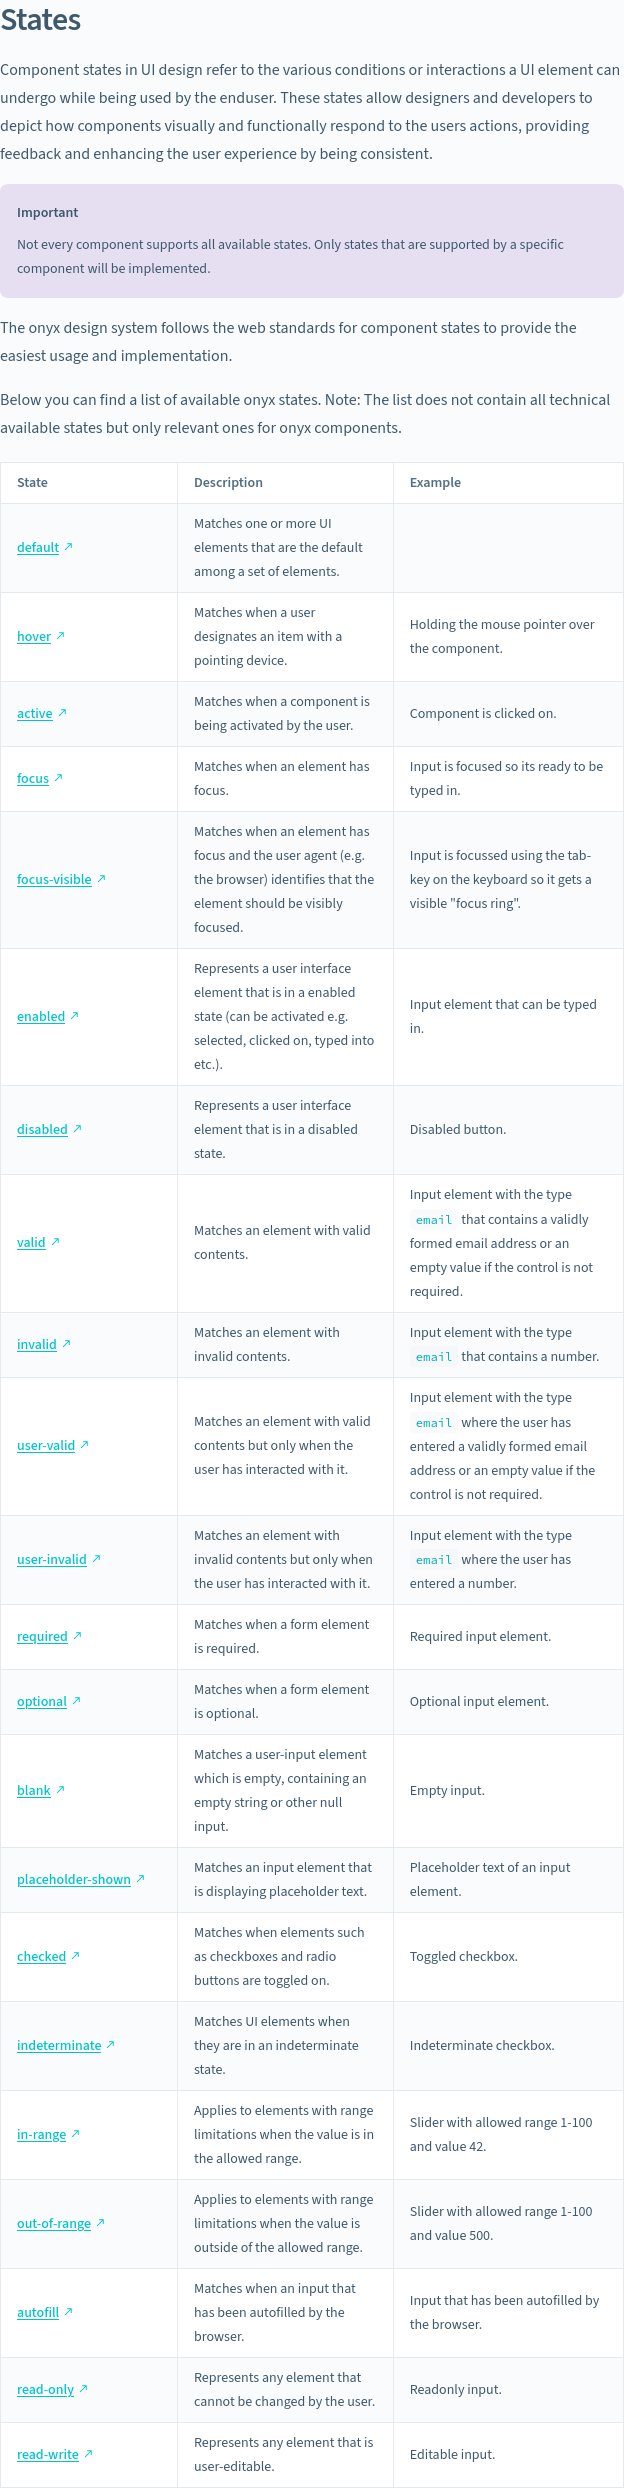 States
Component states in UI design refer to the various conditions or interactions a UI element can
undergo while being used by the enduser. These states allow designers and developers to
depict how components visually and functionally respond to the users actions, providing
feedback and enhancing the user experience by being consistent.
Important
Not every component supports all available states. Only states that are supported by a specific
component will be implemented.
The onyx design system follows the web standards for component states to provide the
easiest usage and implementation.
Below you can find a list of available onyx states. Note: The list does not contain all technical
available states but only relevant ones for onyx components.
State Description Example
default ↗
Matches one or more UI
elements that are the default
among a set of elements.
hover ↗
Matches when a user
designates an item with a
pointing device.
Holding the mouse pointer over
the component.
active ↗
Matches when a component is
being activated by the user.
Component is clicked on.
focus ↗
Matches when an element has
focus.
Input is focused so its ready to be
typed in.
focus-visible ↗
Matches when an element has
focus and the user agent (e.g.
the browser) identifies that the
element should be visibly
focused.
Input is focussed using the tab-
key on the keyboard so it gets a
visible "focus ring".
enabled ↗
Represents a user interface
element that is in a enabled
state (can be activated e.g.
selected, clicked on, typed into
etc.).
Input element that can be typed
in.
disabled ↗
Represents a user interface
element that is in a disabled
state.
Disabled button.
valid ↗
Matches an element with valid
contents.
Input element with the type
email that contains a validly
formed email address or an
empty value if the control is not
required.
invalid ↗
Matches an element with
invalid contents.
Input element with the type
email that contains a number.
user-valid ↗
Matches an element with valid
contents but only when the
user has interacted with it.
Input element with the type
email where the user has
entered a validly formed email
address or an empty value if the
control is not required.
user-invalid ↗
Matches an element with
invalid contents but only when
the user has interacted with it.
Input element with the type
email where the user has
entered a number.
required ↗
Matches when a form element
is required.
Required input element.
optional ↗
Matches when a form element
is optional.
Optional input element.
blank ↗
Matches a user-input element
which is empty, containing an
empty string or other null
input.
Empty input.
placeholder-shown ↗
Matches an input element that
is displaying placeholder text.
Placeholder text of an input
element.
checked ↗
Matches when elements such
as checkboxes and radio
buttons are toggled on.
Toggled checkbox.
indeterminate ↗
Matches UI elements when
they are in an indeterminate
state.
Indeterminate checkbox.
in-range ↗
Applies to elements with range
limitations when the value is in
the allowed range.
Slider with allowed range 1-100
and value 42.
out-of-range ↗
Applies to elements with range
limitations when the value is
outside of the allowed range.
Slider with allowed range 1-100
and value 500.
autofill ↗
Matches when an input that
has been autofilled by the
browser.
Input that has been autofilled by
the browser.
read-only ↗
Represents any element that
cannot be changed by the user.
Readonly input.
read-write ↗
Represents any element that is
user-editable.
Editable input.